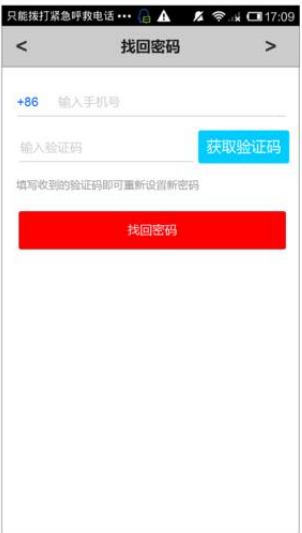 只能拨打紧急呼救电话 ••• 17:09
< 找回密码 >
+86 输入手机号
输入验证码 获取验证码
填写收到的验证码即可重新设置新密码
找回密码